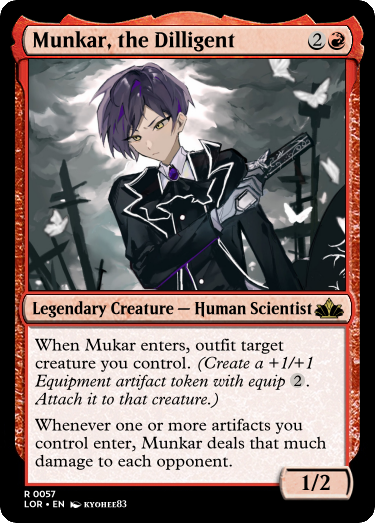 Munkar, the Dilligent 2
Legendary Creature — Human Scientist
When Mukar enters, outfit target
creature you control. (Create a +1/+1
Equipment artifact token with equip 2.
Attach it to that creature.)
Whenever one or more artifacts you
control enter, Munkar deals that much
damage to each opponent.
1/2
R 0057
LOR • EN KYOHEE83